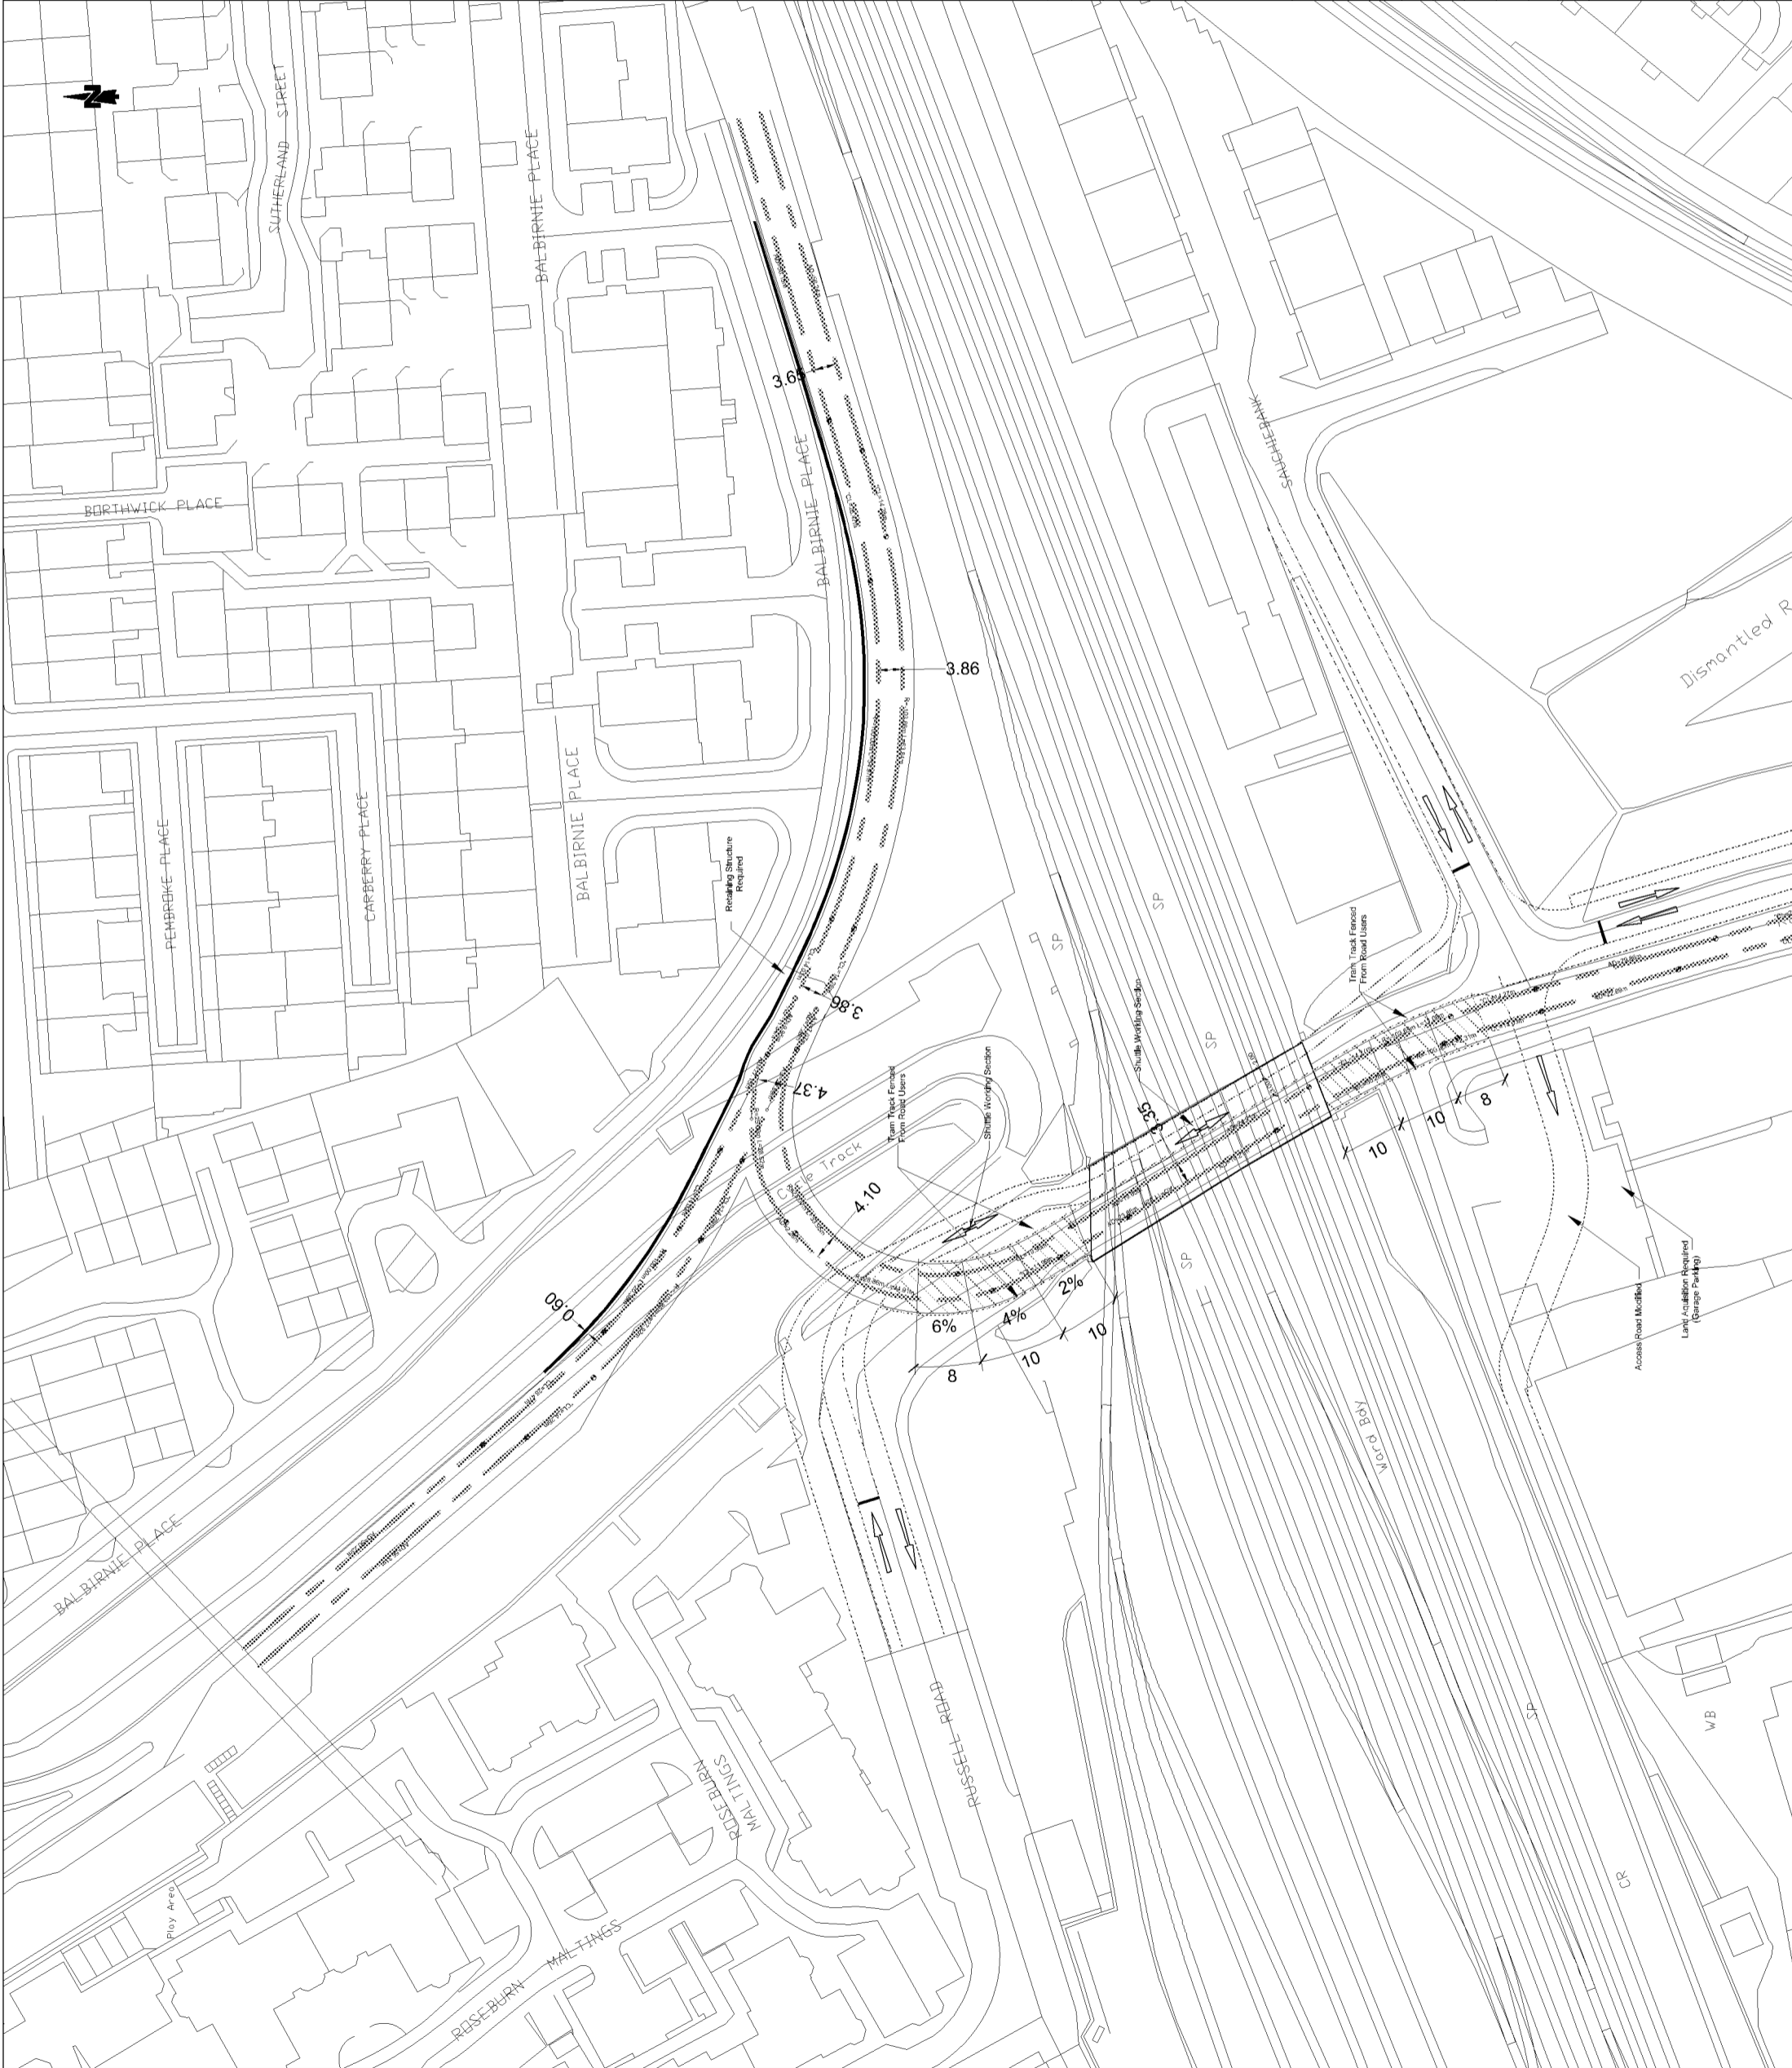 N
SUTHERLAND STREET
BALBIRNIE PLACE
BORTHWICK PLACE
BALBIRNIE PLACE
3.65
SAUCHIEBANK
3.86
Dismantled R
PEMBROKE PLACE
CARBERRY PLACE
BALBIRNIE PLACE
Retaining Structure
Required
SP
SP
SP
Shuttle Working Section
Tram Track Fenced
From Road Users
3.86
4.37
Tram Track Fenced
From Road Users
Shuttle Working Section
3.35
Cycle Track
4.10
10
10
8
0.60
6%
4%
2%
8
10
10
SP
Access Road Modified
Land Aquisition Required
(Garage Parking)
Ward Bdy
BALBIRNIE PLACE
RUSSELL ROAD
ROSEBURN
MALTINGS
SP
WB
CR
Play Area
ROSEBURN MALTINGS